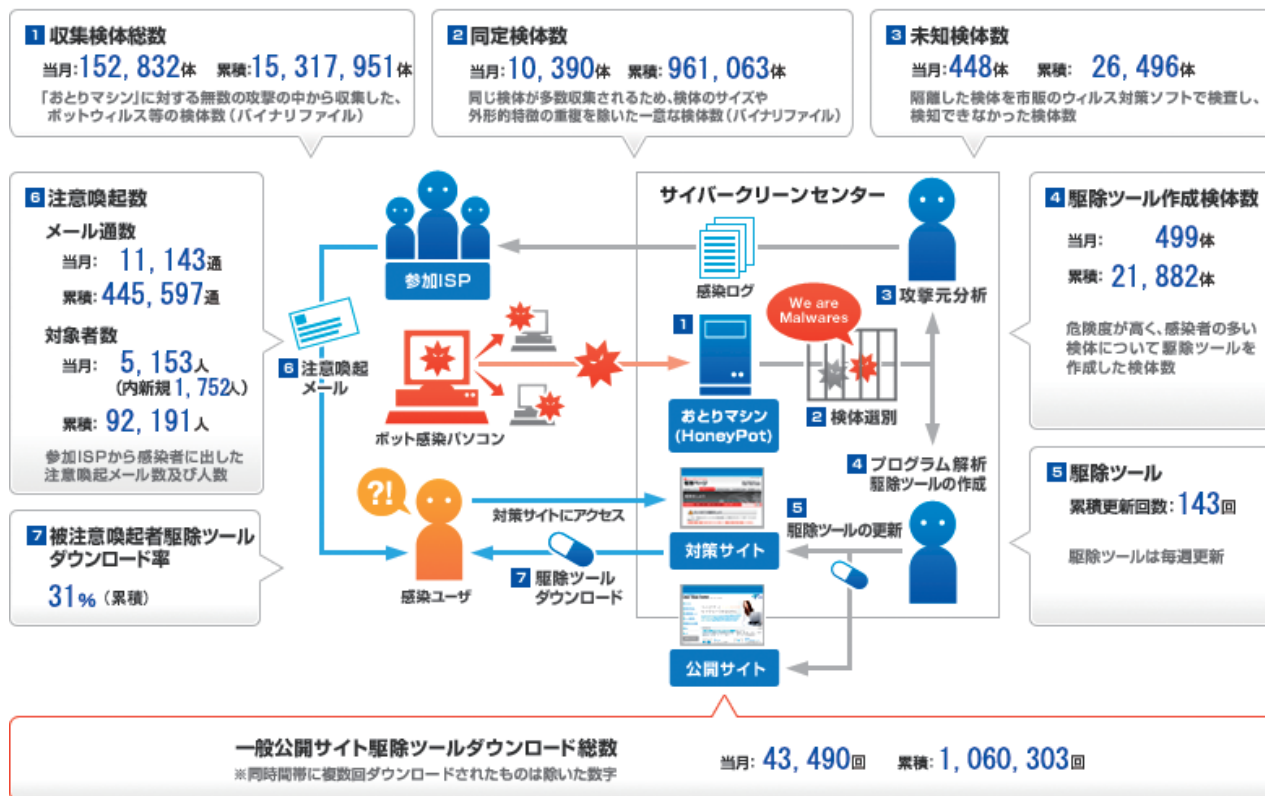 1 収集検体総数
当月:152,832体 累積:15,317,951体
「おとりマシン」に対する無数の攻撃の中から収集した、
ボットウィルス等の検体数(バイナリファイル)
2 同定検体数
当月:10,390体 累積:961,063体
同じ検体が多数収集されるため、検体のサイズや
外形的特徴の重複を除いた一意な検体数(バイナリファイル)
3 未知検体数
当月:448体 累積: 26,496体
隔離した検体を市販のウィルス対策ソフトで検査し、
検知できなかった検体数
6 注意喚起数
メール通数
当月: 11,143通
累積:445,597通
対象者数
当月: 5,153人
(内新規1,752人)
累積: 92,191人
参加ISPから感染者に出した
注意喚起メール数及び人数
7 被注意喚起者駆除ツール
ダウンロード率
31% (累積)
参加ISP
6 注意喚起
メール
ボット感染パソコン
サイバークリーンセンター
感染ログ
3 攻撃元分析
1
We are
Malwares
おとりマシン
(HoneyPot)
2 検体選別
4 プログラム解析
駆除ツールの作成
?!
対策サイトにアクセス
感染ユーザ
7 駆除ツール
ダウンロード
対策サイト
5
駆除ツールの更新
公開サイト
4 駆除ツール作成検体数
当月: 499体
累積: 21,882体
危険度が高く、感染者の多い
検体について駆除ツールを
作成した検体数
5 駆除ツール
累積更新回数:143回
駆除ツールは毎週更新
一般公開サイト駆除ツールダウンロード総数
※同時間帯に複数回ダウンロードされたものは除いた数字
当月: 43,490回 累積: 1,060,303回